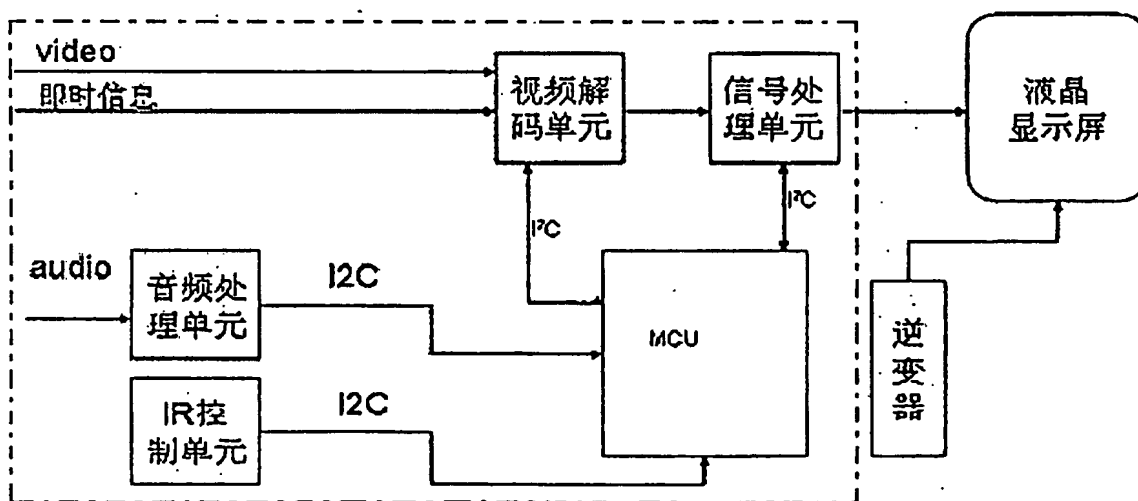 video
即时信息
视频解
码单元
信号处
理单元
液晶
显示屏
I²C
I²C
audio
音频处
理单元
I2C
MCU
逆
变
器
IR控
制单元
I2C